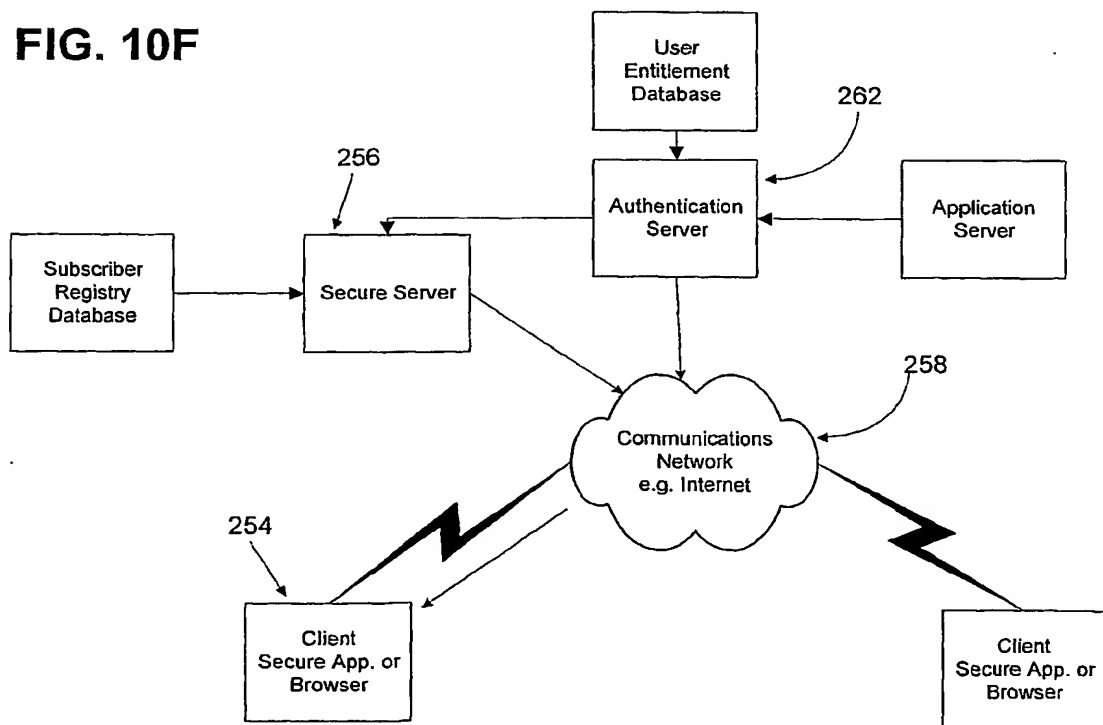 FIG. 10F
User
Entitlement
Database
262
256
Authentication
Server
Application
Server
Subscriber
Registry
Database
Secure Server
258
Communications
Network
e.g. Internet
254
Client
Secure App. or
Browser
Client
Secure App. or
Browser